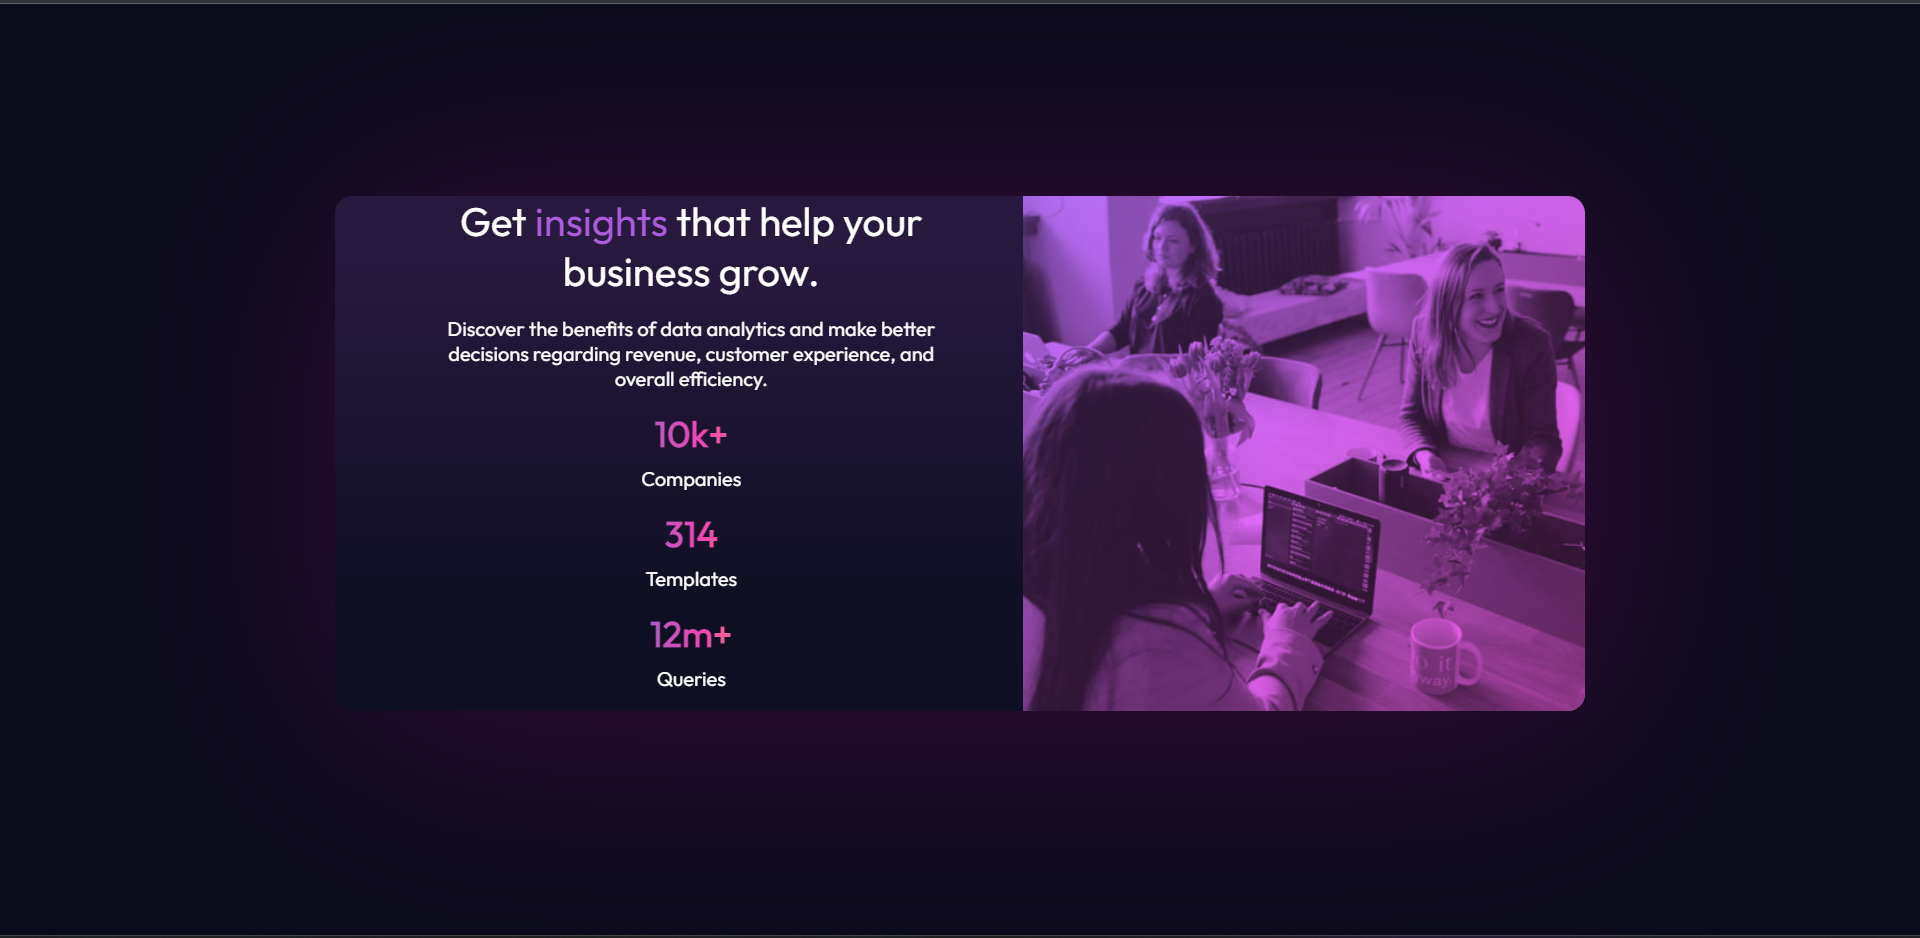 Get insights that help your
business grow.
Discover the benefits of data analytics and make better
decisions regarding revenue, customer experience, and
overall efficiency.
10k+
Companies
314
Templates
12m+
Queries